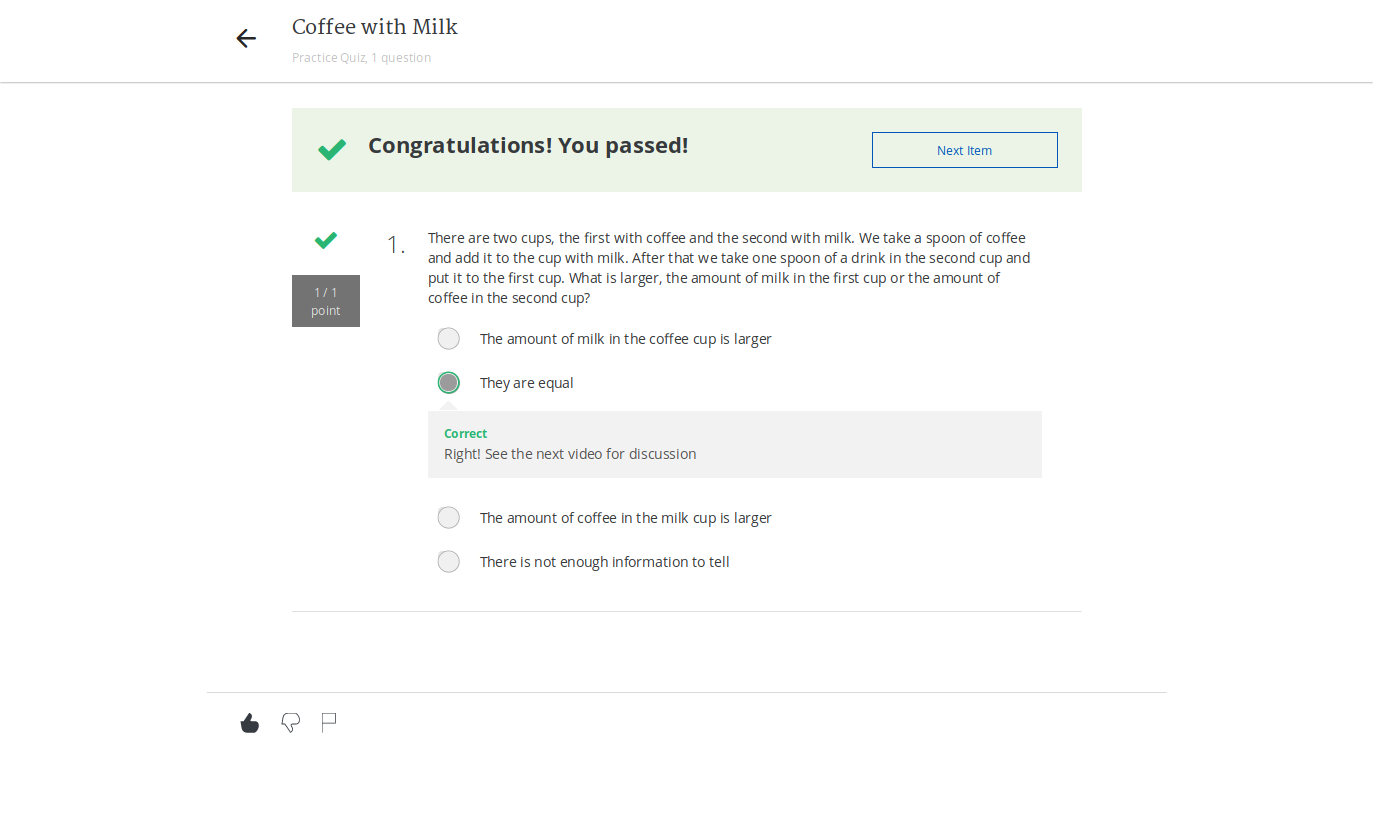 Coffee with Milk
Practice Quiz, 1 question
Congratulations! You passed!
Next Item
1 / 1
point
1.
There are two cups, the first with coffee and the second with milk. We take a spoon of coffee
and add it to the cup with milk. After that we take one spoon of a drink in the second cup and
put it to the first cup. What is larger, the amount of milk in the first cup or the amount of
coffee in the second cup?
The amount of milk in the coffee cup is larger
They are equal
Correct
Right! See the next video for discussion
The amount of coffee in the milk cup is larger
There is not enough information to tell